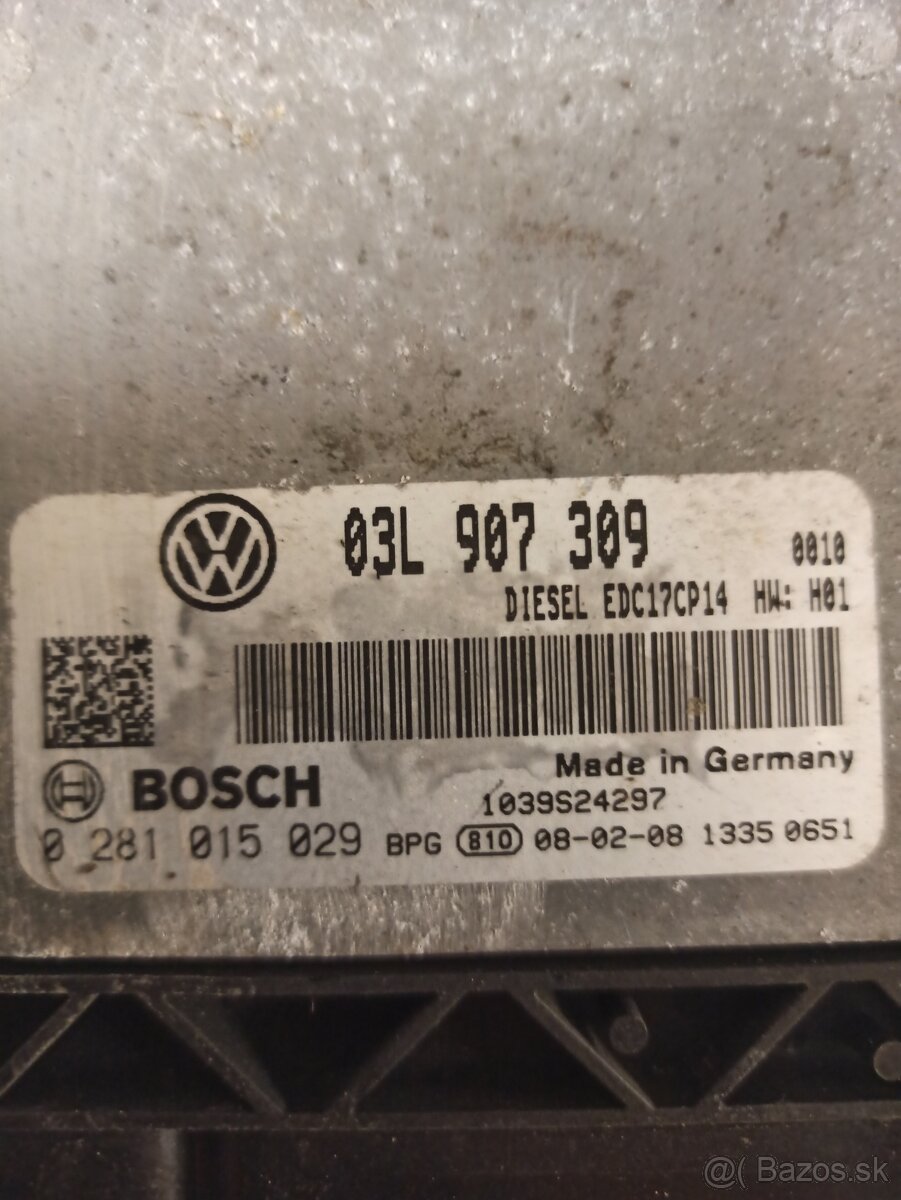 03L 907 309 0010
DIESEL EDC17CP14 HW: H01
Made in Germany
BOSCH 1039S24297
0 281 015 029 BPG 810 08-02-08 1335 0651
@ Bazos.sk